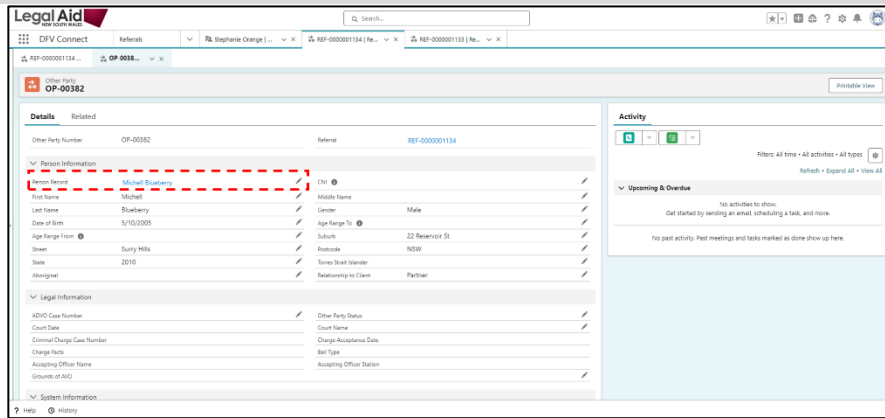 Legal Aid
NEW SOUTH WALES
Search...
DFV Connect
Referrals
Stephanie Orange | ...
REF-0000001134 | Re...
REF-0000001133 | Re...
REF-0000001134 ...
OP-0038...
Other Party
OP-00382
Printable View
Details Related
Other Party Number OP-00382 Referral REF-0000001134
Person Information
Person Record Michell Blueberry CNI
First Name Michell Middle Name
Last Name Blueberry Gender Male
Date of Birth 5/10/2005 Age Range To
Age Range From Suburb 22 Reservoir St
Street Surry Hills Postcode NSW
State 2010 Torres Strait Islander
Aboriginal Relationship to Client Partner
Legal Information
ADVO Case Number Other Party Status
Court Date Court Name
Criminal Charge Case Number Charge Acceptance Date
Charge Facts Bail Type
Accepting Officer Name Accepting Officer Station
Grounds of AVO
System Information
Activity
Filters: All time • All activities • All types
Refresh • Expand All • View All
Upcoming & Overdue
No activities to show.
Get started by sending an email, scheduling a task, and more.
No past activity. Past meetings and tasks marked as done show up here.
? Help History